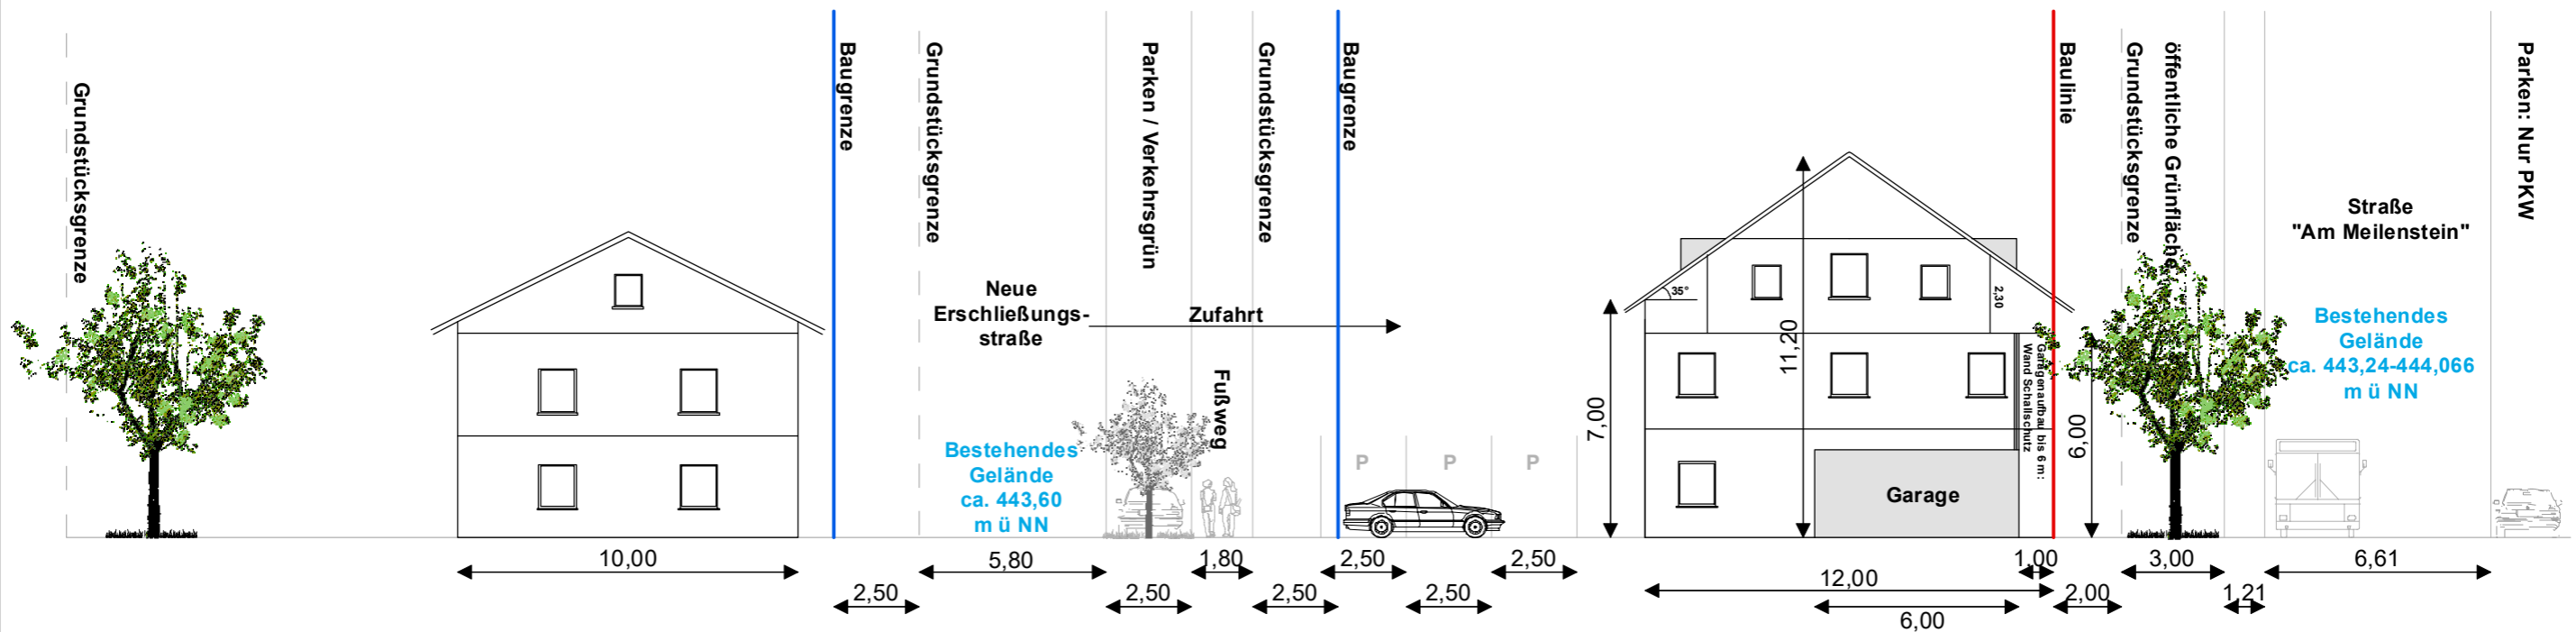 Grundstücksgrenze
Baugrenze
Grundstücksgrenze
Parken / Verkehrsgrün
Grundstücksgrenze
Baugrenze
Baulinie
Grundstücksgrenze
öffentliche Grünfläche
Parken: Nur PKW
Straße
"Am Meilenstein"
Neue
Erschließungs-
straße
Zufahrt
Fußweg
Bestehendes
Gelände
ca. 443,60
m ü NN
P
P
P
35°
2,30
11,20
7,00
Garagenaufbau bis 6 m:
Wand Schallschutz
6,00
Garage
Bestehendes
Gelände
ca. 443,24-444,066
m ü NN
10,00
5,80
1,80
2,50
2,50
1,00
3,00
6,61
12,00
2,50
2,50
2,50
2,50
2,00
1,21
6,00